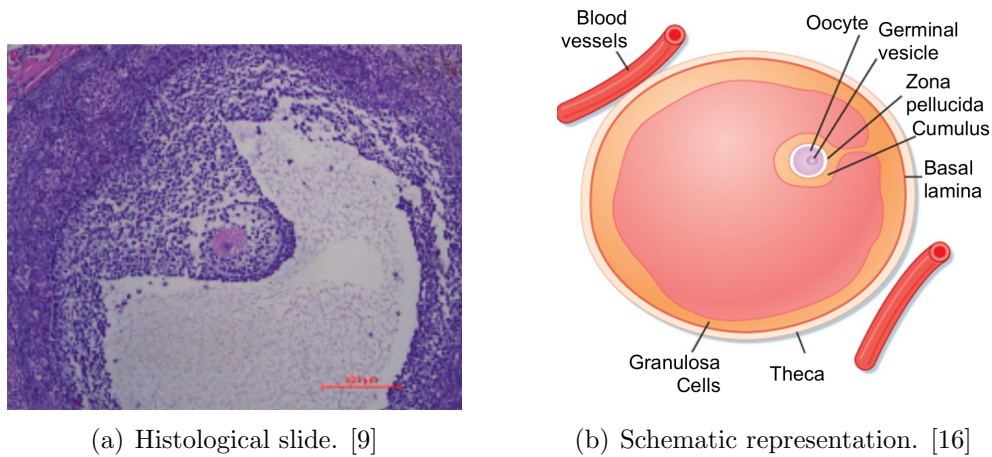 Blood
vessels
Oocyte
Germinal
vesicle
Zona
pellucida
Cumulus
Basal
lamina
Granulosa
Cells
Theca
(a) Histological slide. [9]
(b) Schematic representation. [16]